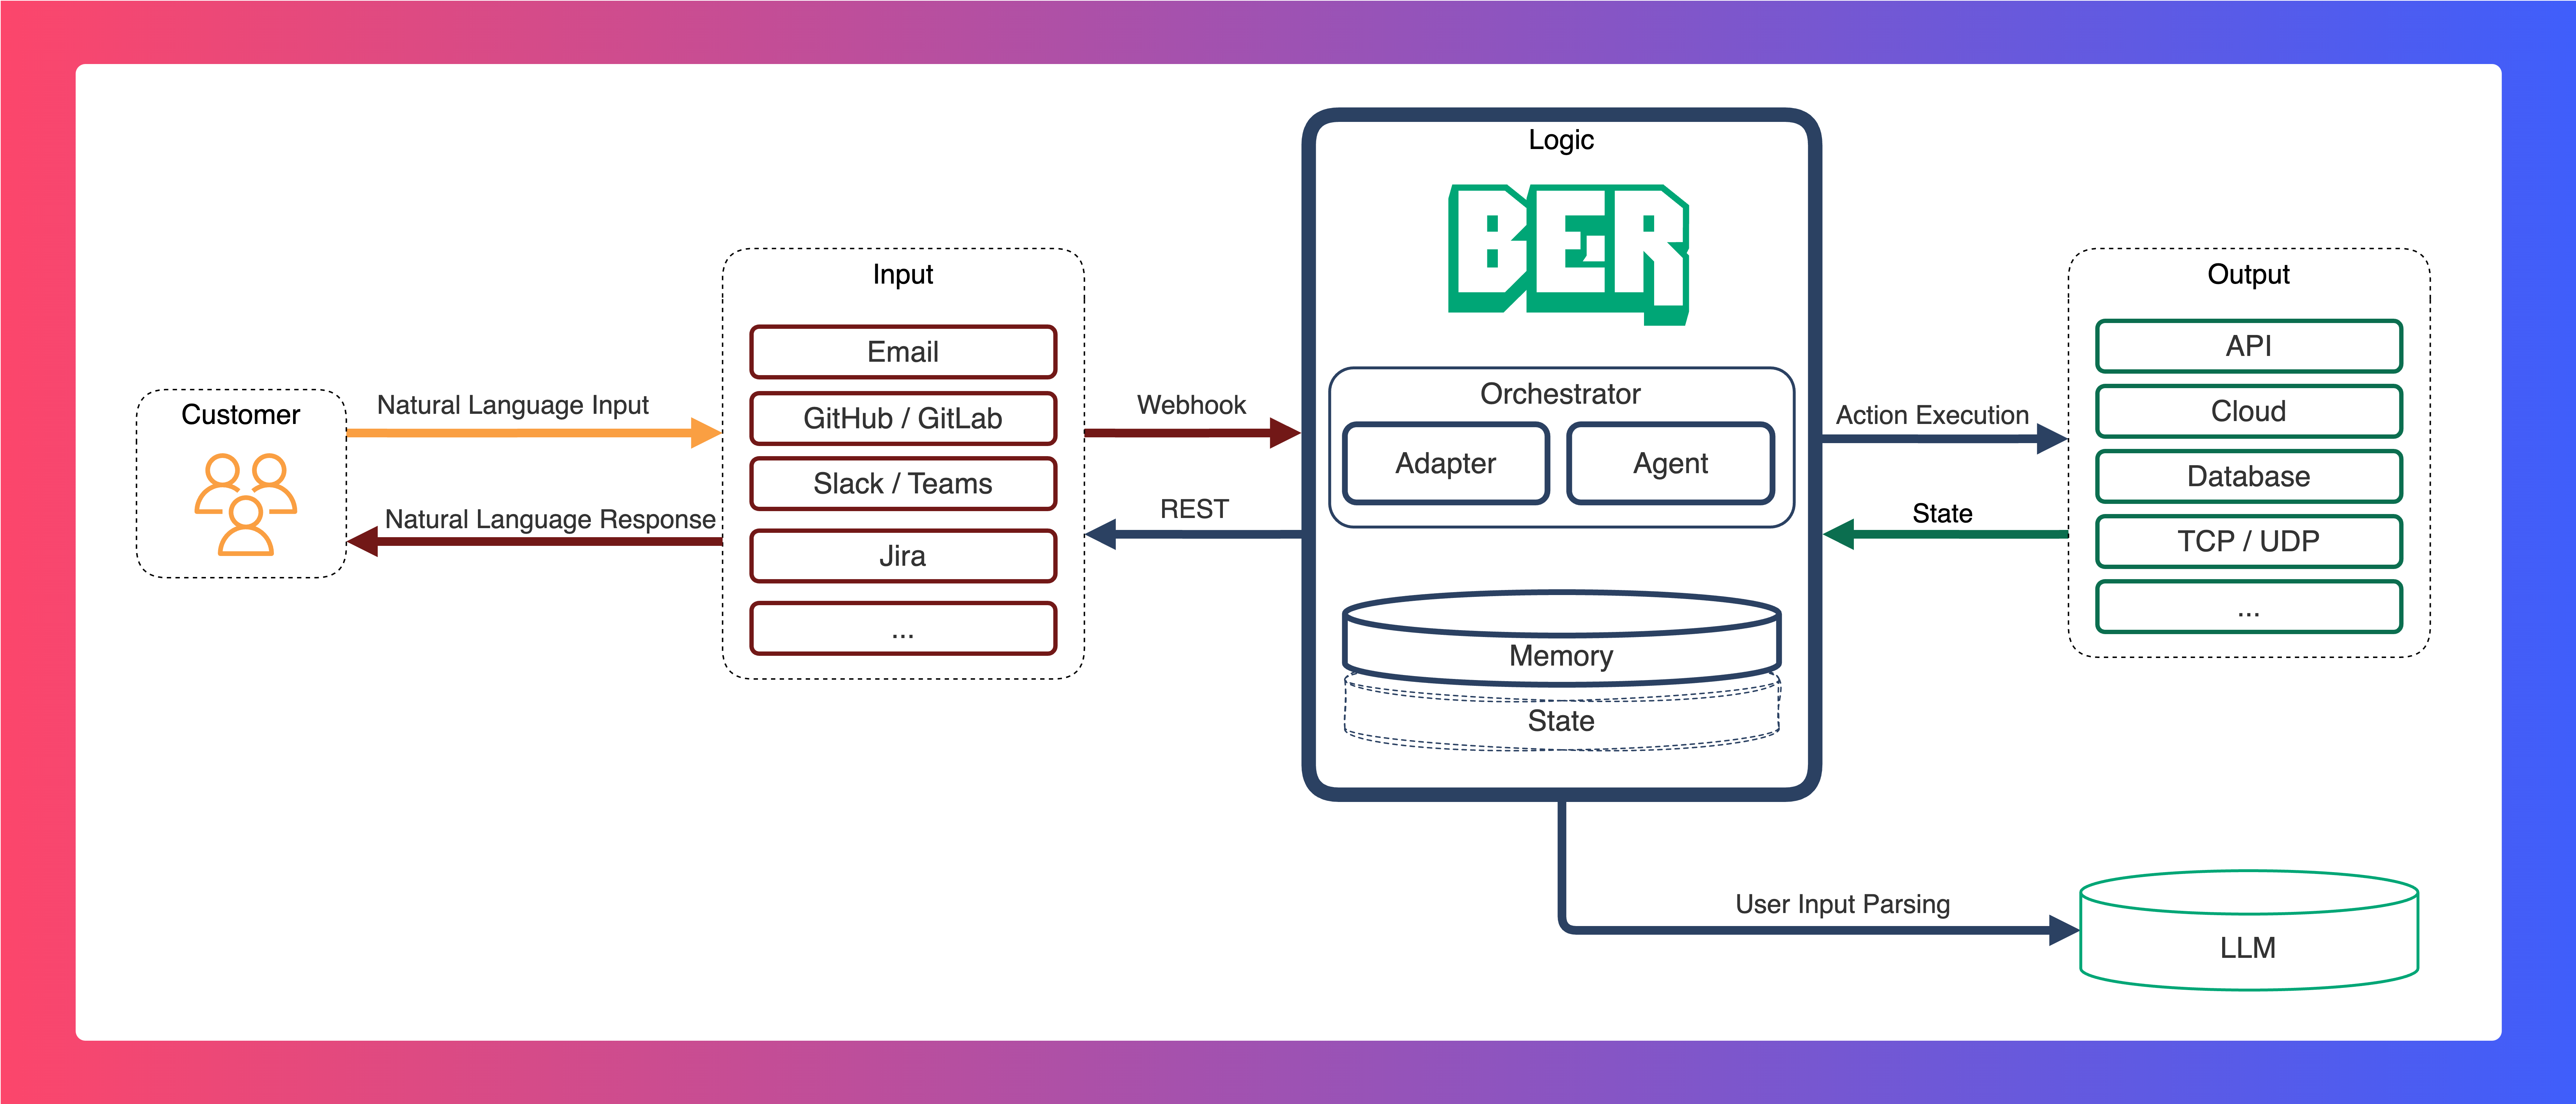 Customer
Natural Language Input
Natural Language Response
Input
Email
GitHub / GitLab
Slack / Teams
Jira
...
Webhook
REST
Logic
BER
Orchestrator
Adapter
Agent
Memory
State
Action Execution
State
Output
API
Cloud
Database
TCP / UDP
...
User Input Parsing
LLM